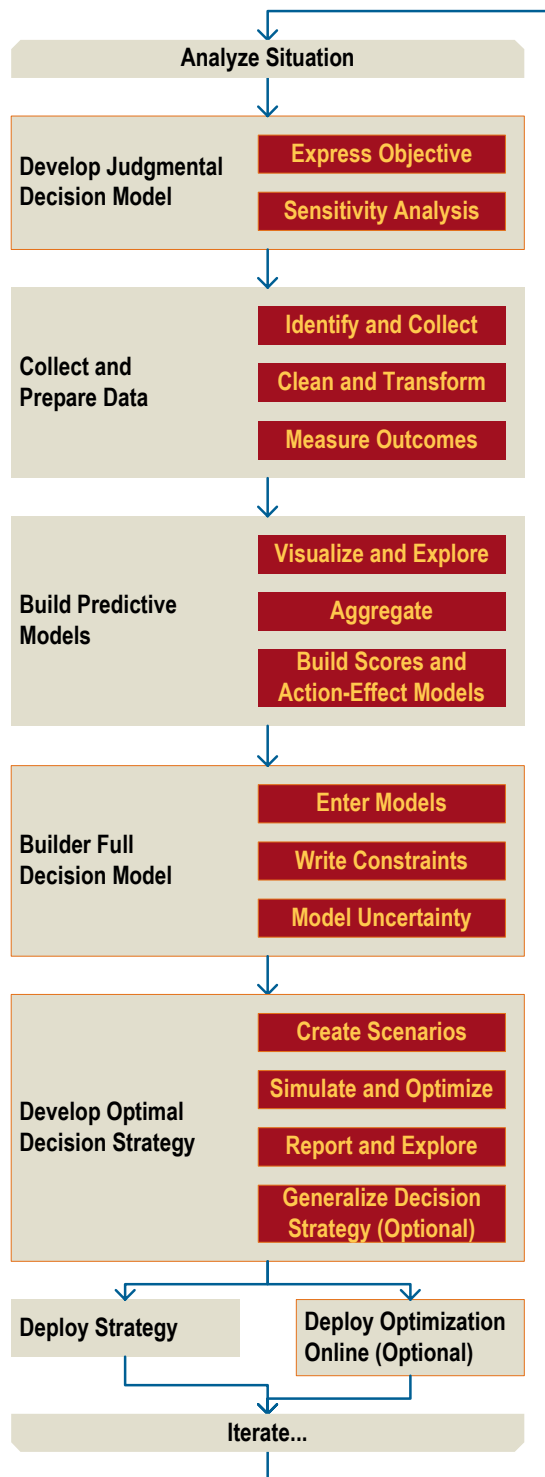 Analyze Situation
Develop Judgmental
Decision Model
Express Objective
Sensitivity Analysis
Collect and
Prepare Data
Identify and Collect
Clean and Transform
Measure Outcomes
Build Predictive
Models
Visualize and Explore
Aggregate
Build Scores and
Action-Effect Models
Builder Full
Decision Model
Enter Models
Write Constraints
Model Uncertainty
Develop Optimal
Decision Strategy
Create Scenarios
Simulate and Optimize
Report and Explore
Generalize Decision
Strategy (Optional)
Deploy Strategy
Deploy Optimization
Online (Optional)
Iterate...